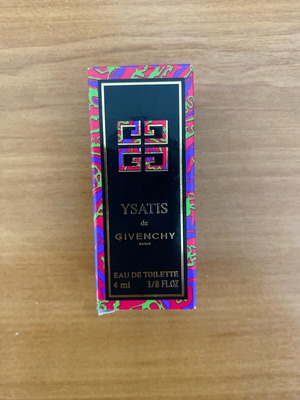 YSATIS
de
GIVENCHY
PARIS
EAU DE TOILETTE
4 ml 1/8 FL.OZ